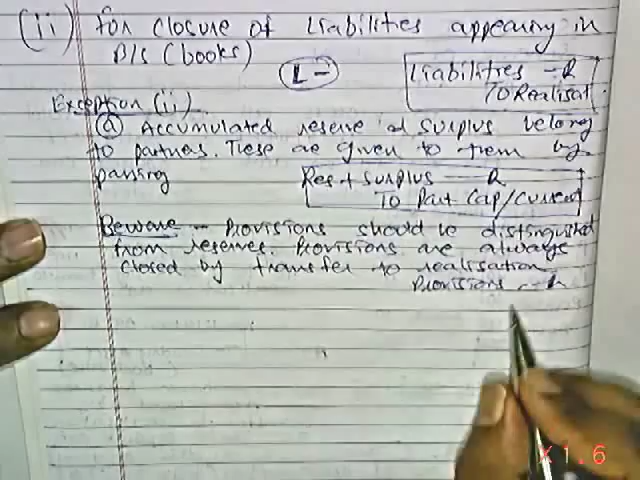 (ii) for closure of Liabilities appearing in
B/S (books)
L -
Liabilities - Dr
TO Realisat
Exception (ii)
(a) Accumulated reserve & surplus belong
to partners. These are given to them by
passing
Res + Surplus - Dr
TO Part Cap/Current
Beware - Provisions should be distinguished
from reserves. Provisions are always
closed by transfer to realisation
Provisions - Dr
x1.6